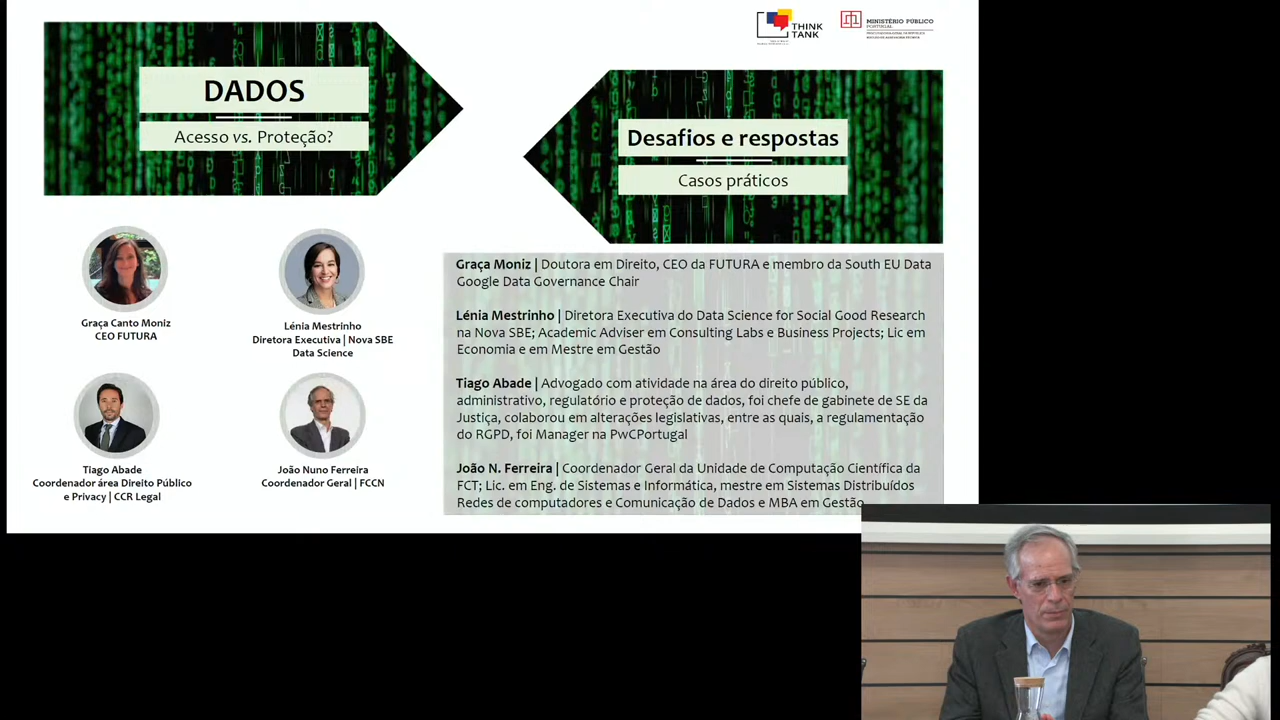 THINK
TANK
MINISTÉRIO PÚBLICO
PORTUGAL
DADOS
Acesso vs. Proteção?
Desafios e respostas
Casos práticos
Graça Canto Moniz
CEO FUTURA
Lénia Mestrinho
Diretora Executiva | Nova SBE
Data Science
Tiago Abade
Coordenador área Direito Público
e Privacy | CCR Legal
João Nuno Ferreira
Coordenador Geral | FCCN
Graça Moniz | Doutora em Direito, CEO da FUTURA e membro da South EU Data
Google Data Governance Chair
Lénia Mestrinho | Diretora Executiva do Data Science for Social Good Research
na Nova SBE; Academic Adviser em Consulting Labs e Business Projects; Lic em
Economia e em Mestre em Gestão
Tiago Abade | Advogado com atividade na área do direito público,
administrativo, regulatório e proteção de dados, foi chefe de gabinete de SE da
Justiça, colaborou em alterações legislativas, entre as quais, a regulamentação
do RGPD, foi Manager na PwCPortugal
João N. Ferreira | Coordenador Geral da Unidade de Computação Científica da
FCT; Lic. em Eng. de Sistemas e Informática, mestre em Sistemas Distribuídos
Redes de computadores e Comunicação de Dados e MBA em Gestão